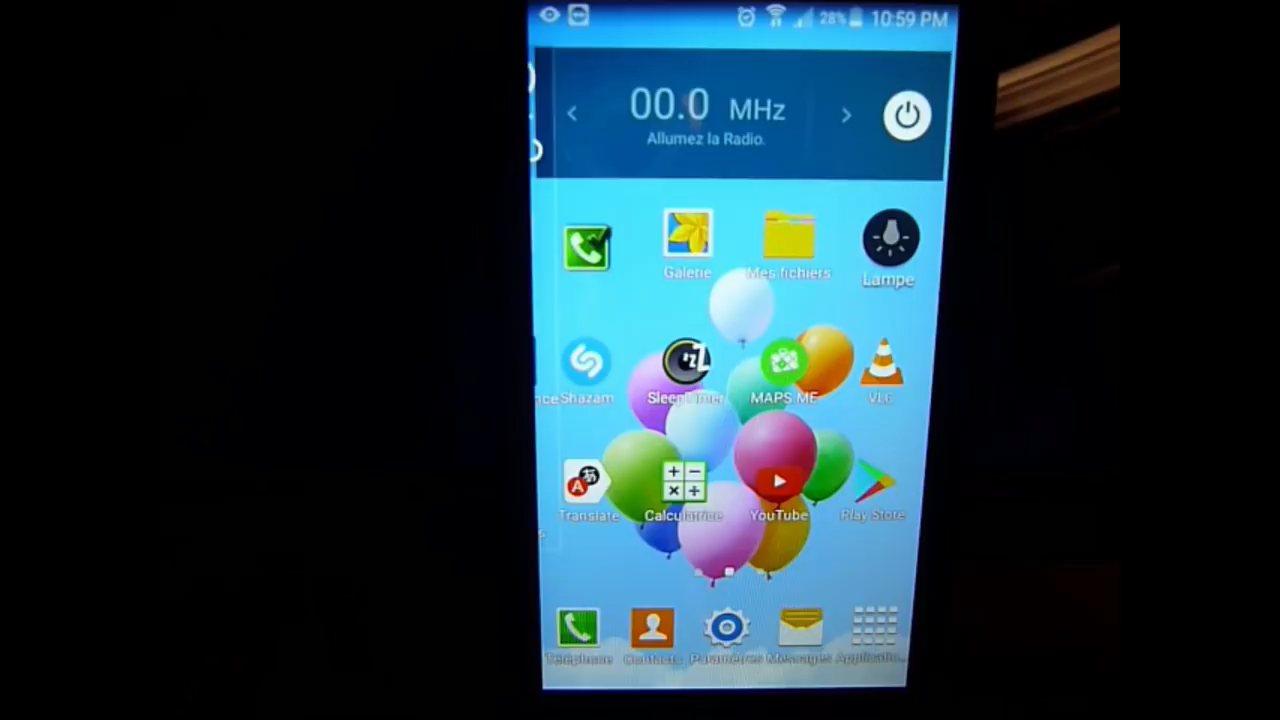 28% 10:59 PM
00.0 MHz
Allumez la Radio.
Galerie
Mes fichiers
Lampe
Shazam
MAPS ME
Translate
Calculatrice
YouTube
Play Store
Téléphone
Contacts
Paramètres
Messages